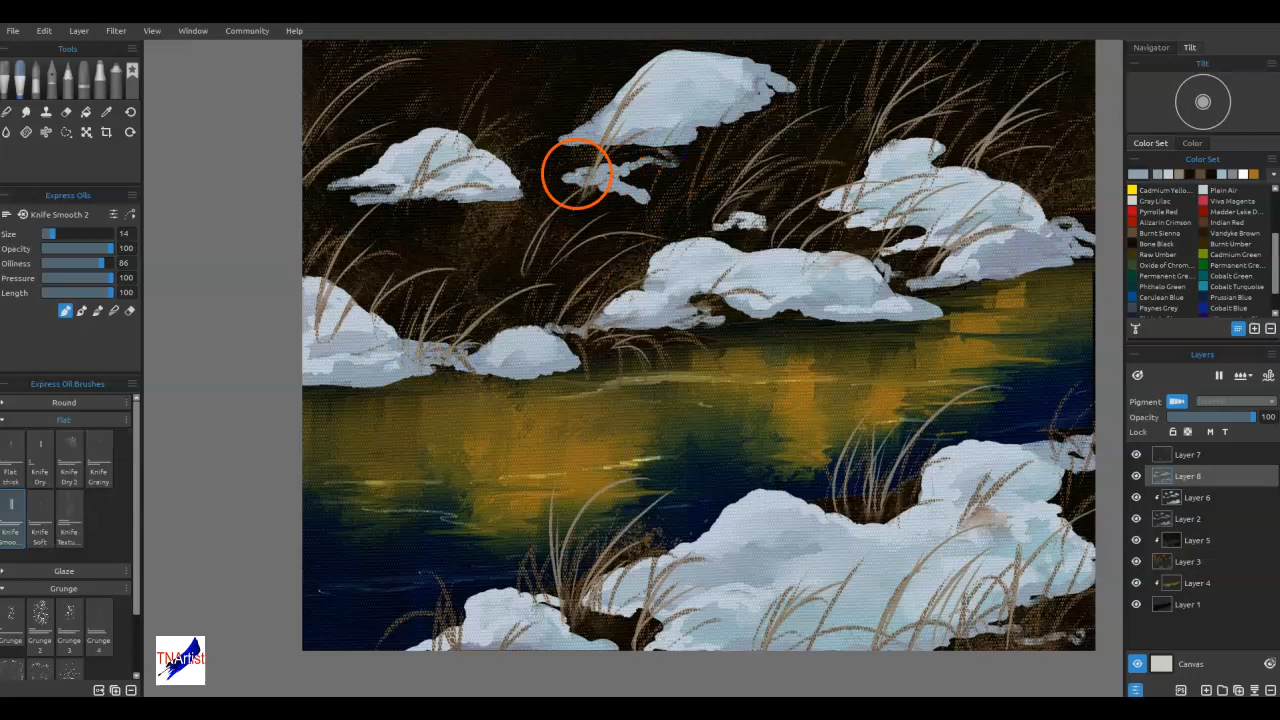 File Edit Layer Filter View Window Community Help
Tools
Express Oils
Knife Smooth 2
Size 14
Opacity 100
Oiliness 86
Pressure 100
Length 100
Express Oil Brushes
Round
Flat
Flat thick
Knife Dry
Knife Dry 2
Knife Grainy
Knife Smoo...
Knife Soft
Knife Textu...
Glaze
Grunge
Grunge
Grunge 2
Grunge 3
Grunge 4
TNArtist
Navigator Tilt
Tilt
Color Set Color
Color Set
Cadmium Yello... Plain Air
Gray Lilac Viva Magenta
Pyrrolle Red Madder Lake D...
Alizarin Crimson Indian Red
Burnt Sienna Vandyke Brown
Bone Black Burnt Umber
Raw Umber Cadmium Green
Oxide of Chrom... Permanent Gre...
Permanent Gre... Cobalt Green
Phthalo Green Cobalt Turquoise
Cerulean Blue Prussian Blue
Paynes Grey Cobalt Blue
Layers
Pigment Normal
Opacity 100
Lock M T
Layer 7
Layer 8
Layer 6
Layer 2
Layer 5
Layer 3
Layer 4
Layer 1
Canvas
PS